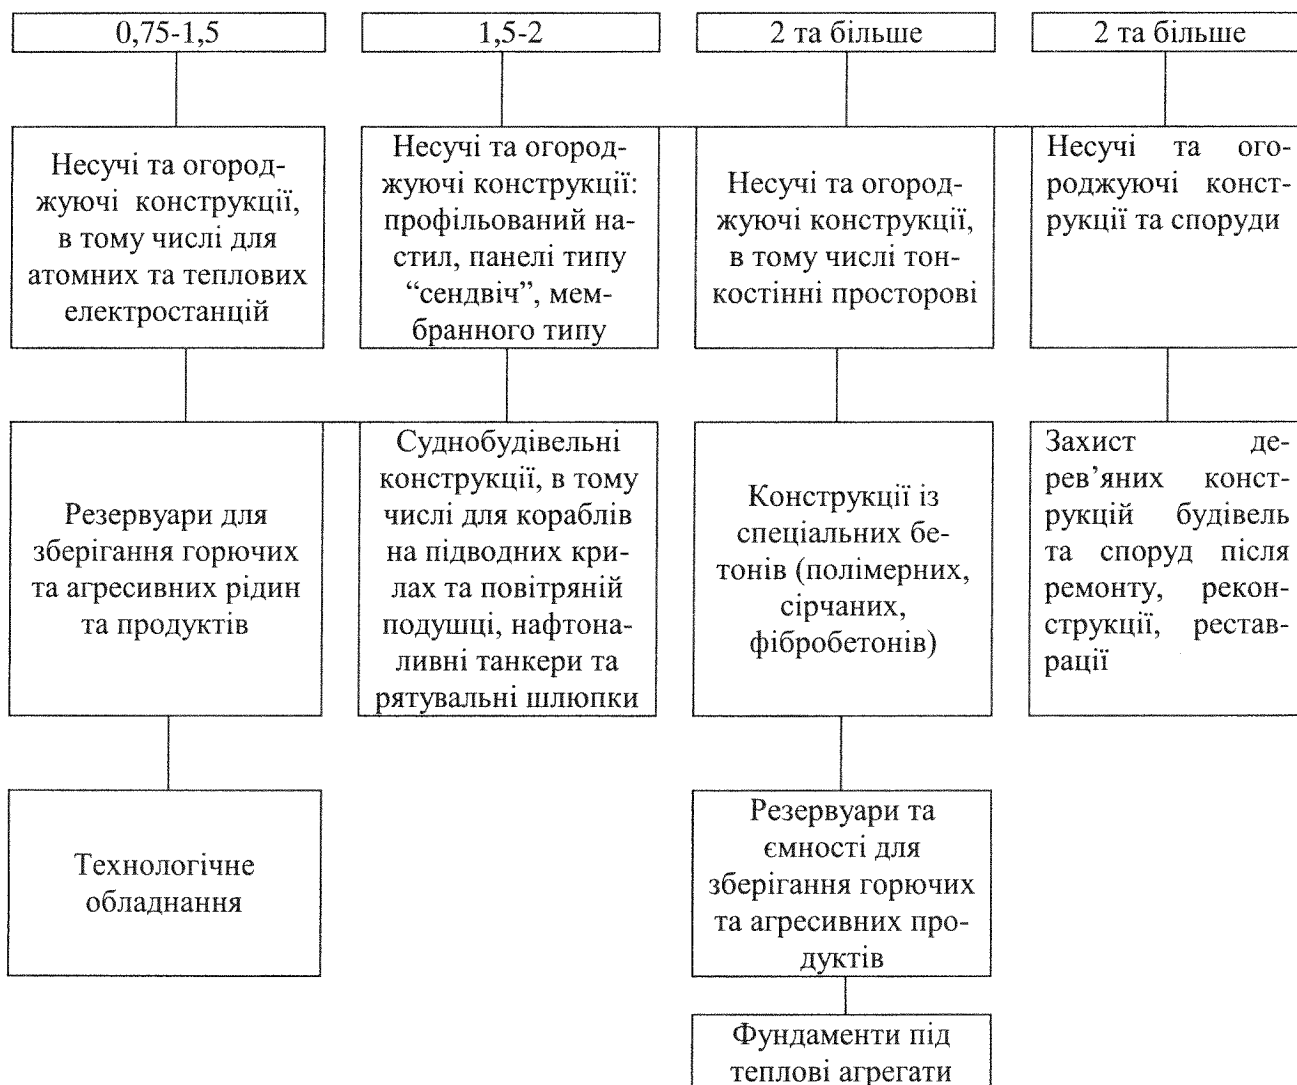 0,75-1,5
1,5-2
2 та більше
2 та більше
Несучі та огород-
жуючі конструкції,
в тому числі для
атомних та теплових
електростанцій
Несучі та огород-
жуючі конструкції:
профільований на-
стил, панелі типу
“сендвіч”, мем-
бранного типу
Несучі та огород-
жуючі конструкції,
в тому числі тон-
костінні просторові
Несучі та ого-
роджуючі конст-
рукції та споруди
Резервуари для
зберігання горючих
та агресивних рідин
та продуктів
Суднобудівельні
конструкції, в тому
числі для кораблів
на підводних кри-
лах та повітряній
подушці, нафтона-
ливні танкери та
рятувальні шлюпки
Конструкції із
спеціальних бе-
тонів (полімерних,
сірчаних,
фібробетонів)
Захист де-
рев’яних конст-
рукцій будівель
та споруд після
ремонту, рекон-
струкції, рестав-
рації
Технологічне
обладнання
Резервуари та
ємності для
зберігання горючих
та агресивних про-
дуктів
Фундаменти під
теплові агрегати